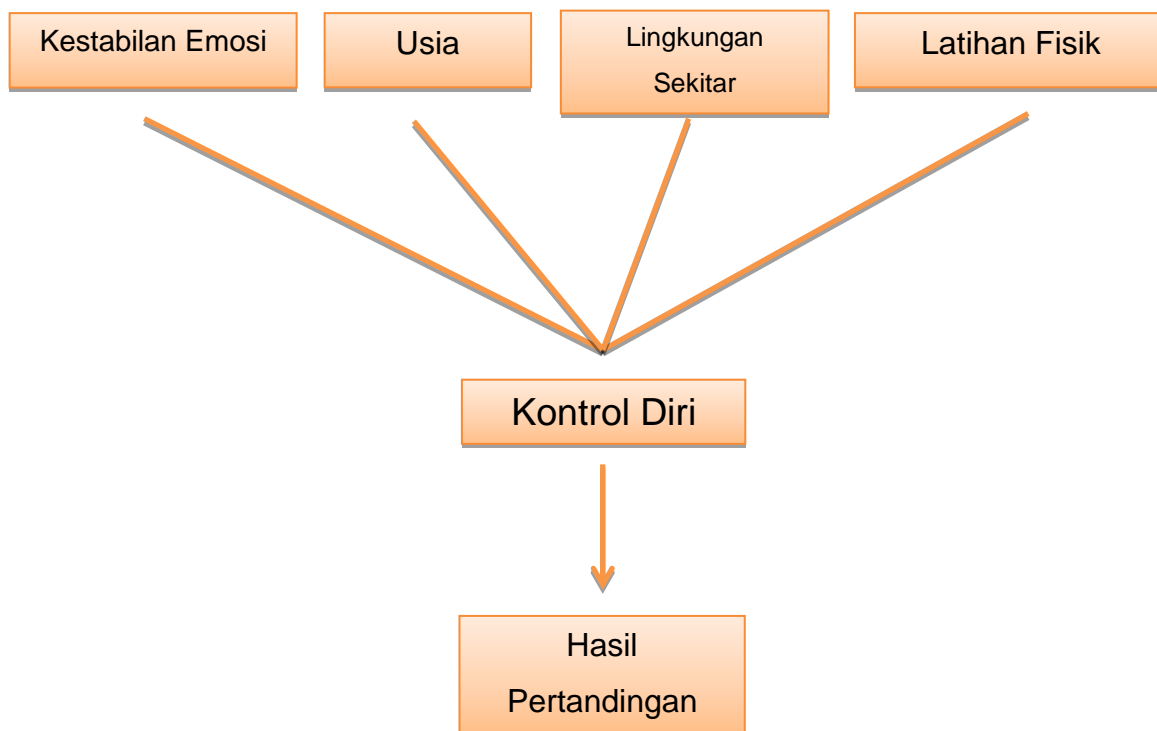 Kestabilan Emosi
Usia
Lingkungan
Sekitar
Latihan Fisik
Kontrol Diri
Hasil
Pertandingan